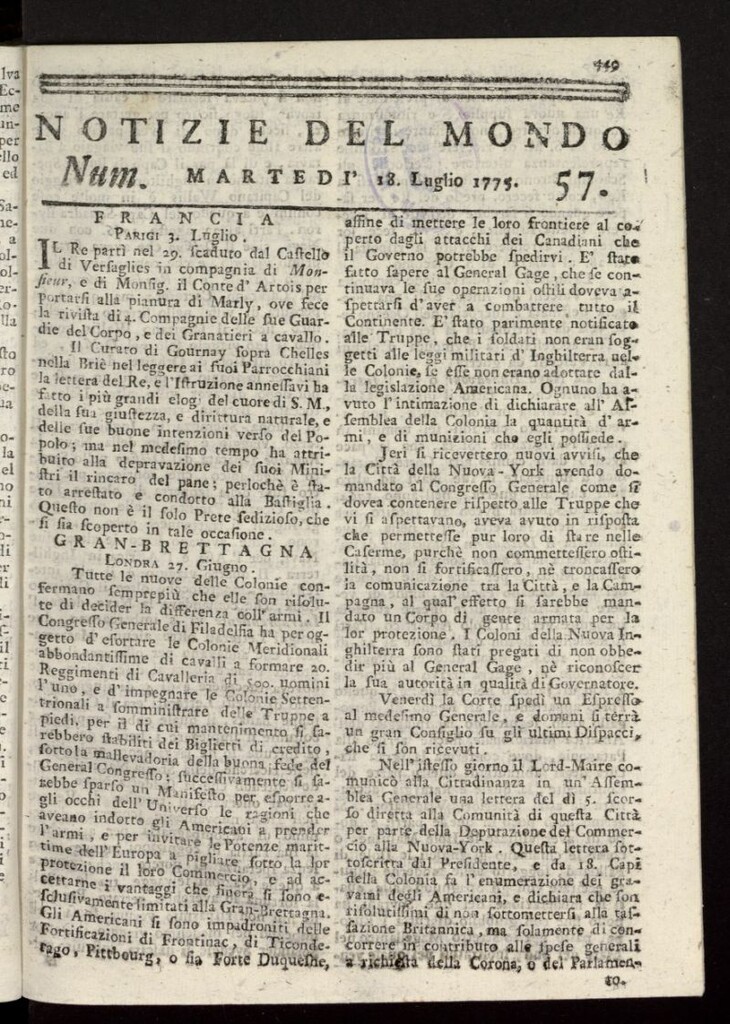 449
NOTIZIE DEL MONDO
Num. MARTEDI' 18. Luglio 1775. 57.
FRANCIA
PARIGI 3. Luglio.
IL Re partì nel 29. scaduto dal Castello
di Versaglies in compagnia di Mon-
sieur, e di Monsig. il Conte d' Artois per
portarsi alla pianura di Marly, ove fece
la rivista di 4. Compagnie delle sue Guar-
die del Corpo, e dei Granatieri a cavallo.
Il Curato di Gournay sopra Chelles
nella Briè nel leggere ai suoi Parrocchiani
la lettera del Re, e l'Istruzione annessavi ha
fatto i più grandi elogj del cuore di S. M.,
della sua giustezza, e dirittura naturale, e
delle sue buone intenzioni verso del Po-
polo; ma nel medesimo tempo ha attri-
buito alla depravazione dei suoi Mini-
stri il rincaro del pane; perlochè è sta-
to arrestato e condotto alla Bastiglia.
Questo non è il solo Prete sedizioso, che
si sia scoperto in tale occasione.
GRAN-BRETTAGNA
LONDRA 27. Giugno.
Tutte le nuove delle Colonie con-
fermano semprepiù che elle son risolu-
te di decider la differenza coll' armi. Il
Congresso Generale di Filadelfia ha per og-
getto d' esortare le Colonie Meridionali
abbondantissime di cavalli a formare 20.
Reggimenti di Cavalleria di 500. uomini
l'uno, e d' impegnare le Colonie Setten-
trionali a somministrare delle Truppe a
piedi, per il di cui mantenimento si sa-
rebbero stabiliti dei Biglietti di credito,
sotto la mallevadoria della buona fede del
General Congresso; successivamente si sa-
rebbe sparso un Manifesto per esporre a-
gli occhi dell' Universo le ragioni che
aveano indotto gli Americani a prender
l'armi, e per invitare le Potenze marit-
time dell' Europa a pigliare sotto la lor
protezione il loro Commercio, e ad ac-
cettarne i vantaggi che finora si sono e-
sclusivamente limitati alla Gran-Brettagna.
Gli Americani si sono impadroniti delle
Fortificazioni di Frontinac, di Ticonde-
rago, Pittbourg, o sia Forte Duquesne,
affine di mettere le loro frontiere al co-
perto dagli attacchi dei Canadiani che
il Governo potrebbe spedirvi. E' stato
fatto sapere al General Gage, che se con-
tinuava le sue operazioni ostili doveva a-
spettarsi d'aver a combattere tutto il
Continente. E' stato parimente notificato
alle Truppe, che i soldati non eran sog-
getti alle leggi militari d' Inghilterra nel-
le Colonie, se esse non erano adottate dal-
la legislazione Americana. Ognuno ha a-
vuto l'intimazione di dichiarare all' As-
semblea della Colonia la quantità d' ar-
mi, e di munizioni che egli possiede.
Jeri si ricevettero nuovi avvisi, che
la Città della Nuova-York avendo do-
mandato al Congresso Generale come si
dovea contenere rispetto alle Truppe che
vi si aspettavano, aveva avuto in risposta
che permettesse pur loro di stare nelle
Caserme, purchè non commettessero osti-
lità, non si fortificassero, nè troncassero
la comunicazione tra la Città, e la Cam-
pagna, al qual' effetto si sarebbe man-
dato un Corpo di gente armata per la
lor protezione. I Coloni della Nuova In-
ghilterra sono stati pregati di non obbe-
dir più al General Gage, nè riconoscer
la sua autorità in qualità di Governatore.
Venerdì la Corte spedì un Espresso
al medesimo Generale, e domani si terrà
un gran Consiglio su gli ultimi Dispacci,
che si son ricevuti.
Nell' istesso giorno il Lord-Maire co-
municò alla Cittadinanza in un' Assem-
blea Generale una lettera del dì 5. scor-
so diretta alla Comunità di questa Città
per parte della Deputazione del Commer-
cio alla Nuova-York. Questa lettera sot-
toscritta dal Presidente, e da 18. Capi
della Colonia fa l'enumerazione dei gra-
vami degli Americani, e dichiara che son
risolutissimi di non sottomettersi alla tas-
sazione Britannica, ma solamente di con-
correre in contributo alle spese generali
a richiesta della Corona, o del Parlamen-
to.